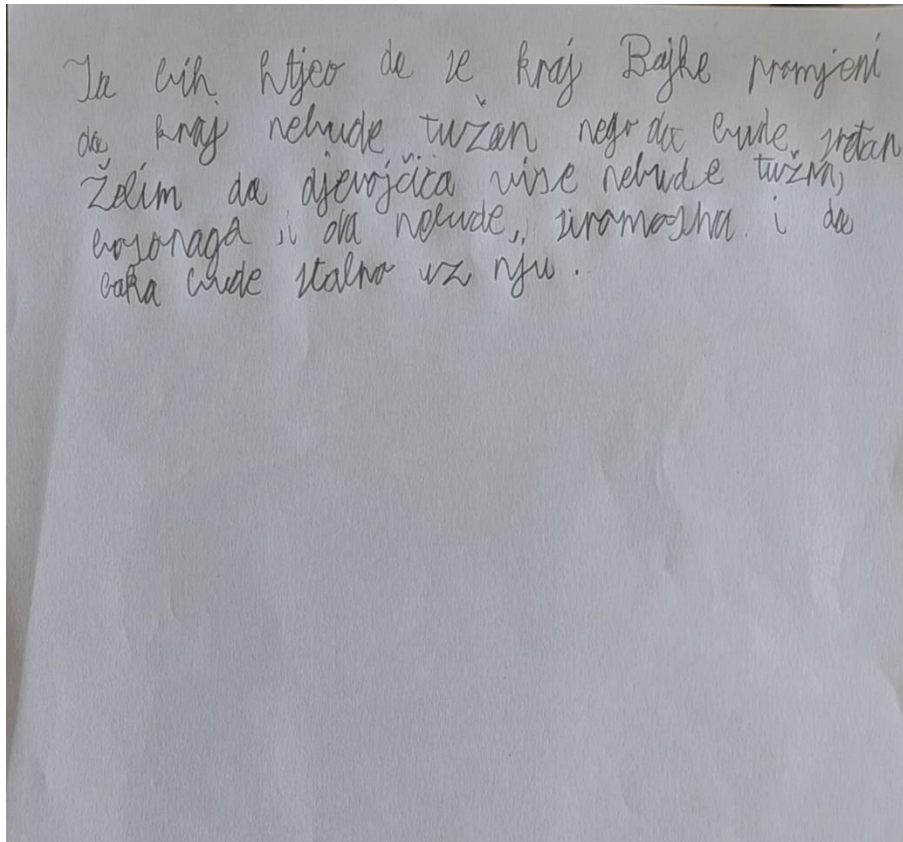 Ja bih htjeo da se kraj Bajke promjeni
da kraj nebude tužan nego da bude sretan
Želim da djevojčica više nebude tužna,
bosonaga, i da nebude,, siromašna. i da
baka bude stalno uz nju.